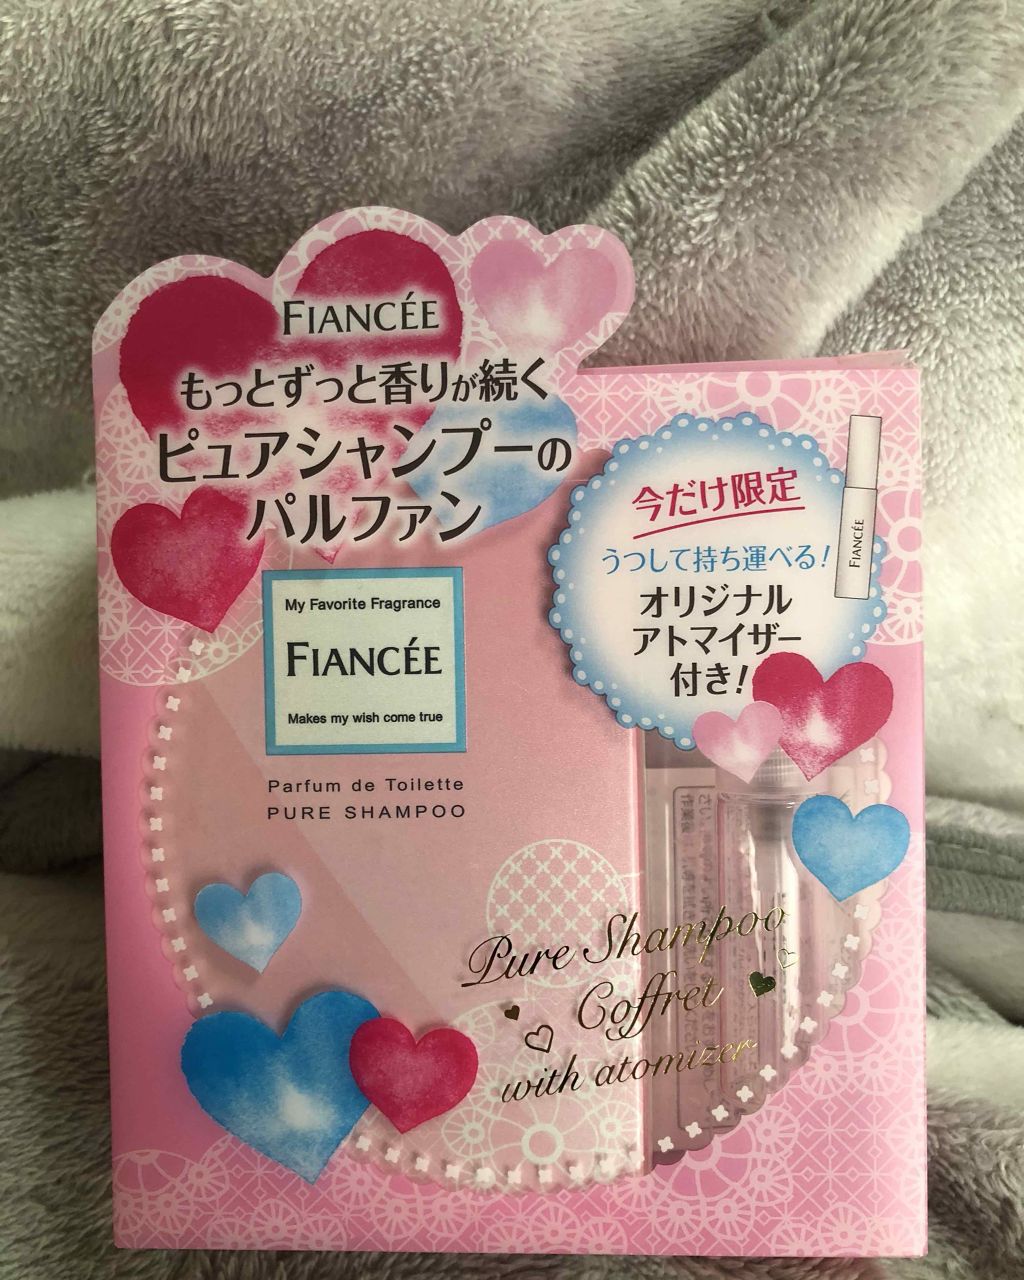 FIANCÉE
もっとずっと香りが続く
ピュアシャンプーの
パルファン
My Favorite Fragrance
FIANCÉE
Makes my wish come true
Parfum de Toilette
PURE SHAMPOO
今だけ限定
うつして持ち運べる!
オリジナル
アトマイザー
付き!
FIANCÉE
Pure Shampoo
Coffret
with atomizer